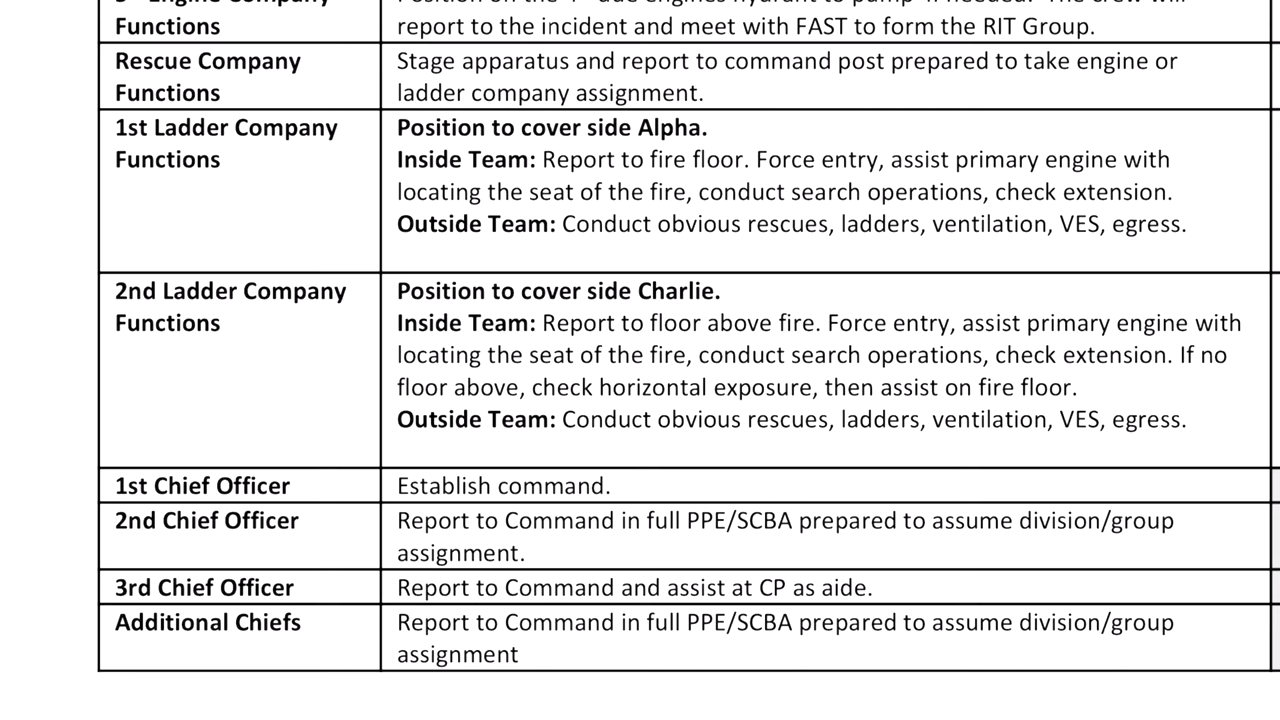 Engine Company
Functions
report to the incident and meet with FAST to form the RIT Group.
Rescue Company
Functions
Stage apparatus and report to command post prepared to take engine or
ladder company assignment.
1st Ladder Company
Functions
Position to cover side Alpha.
Inside Team: Report to fire floor. Force entry, assist primary engine with
locating the seat of the fire, conduct search operations, check extension.
Outside Team: Conduct obvious rescues, ladders, ventilation, VES, egress.
2nd Ladder Company
Functions
Position to cover side Charlie.
Inside Team: Report to floor above fire. Force entry, assist primary engine with
locating the seat of the fire, conduct search operations, check extension. If no
floor above, check horizontal exposure, then assist on fire floor.
Outside Team: Conduct obvious rescues, ladders, ventilation, VES, egress.
1st Chief Officer
Establish command.
2nd Chief Officer
Report to Command in full PPE/SCBA prepared to assume division/group
assignment.
3rd Chief Officer
Report to Command and assist at CP as aide.
Additional Chiefs
Report to Command in full PPE/SCBA prepared to assume division/group
assignment